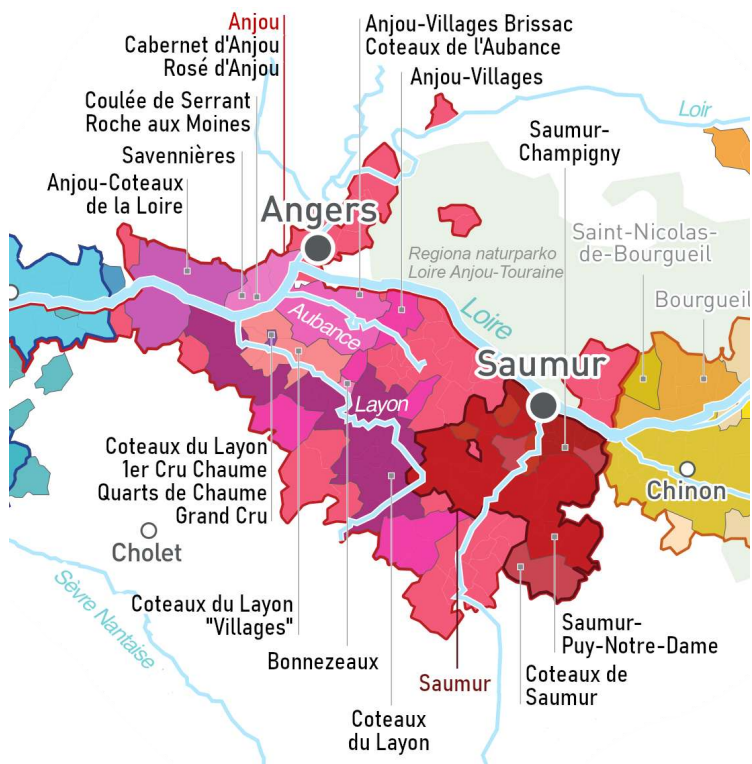 Anjou
Cabernet d'Anjou
Rosé d'Anjou
Anjou-Villages Brissac
Coteaux de l'Aubance
Anjou-Villages
Coulée de Serrant
Roche aux Moines
Savennières
Anjou-Coteaux
de la Loire
Loir
Saumur-
Champigny
Angers
Regiona naturparko
Loire Anjou-Touraine
Saint-Nicolas-
de-Bourgueil
Bourgueil
Loire
Aubance
Saumur
Layon
Chinon
Coteaux du Layon
1er Cru Chaume
Quarts de Chaume
Grand Cru
Cholet
Sèvre Nantaise
Coteaux du Layon
"Villages"
Bonnezeaux
Coteaux
du Layon
Saumur
Saumur-
Puy-Notre-Dame
Coteaux de
Saumur